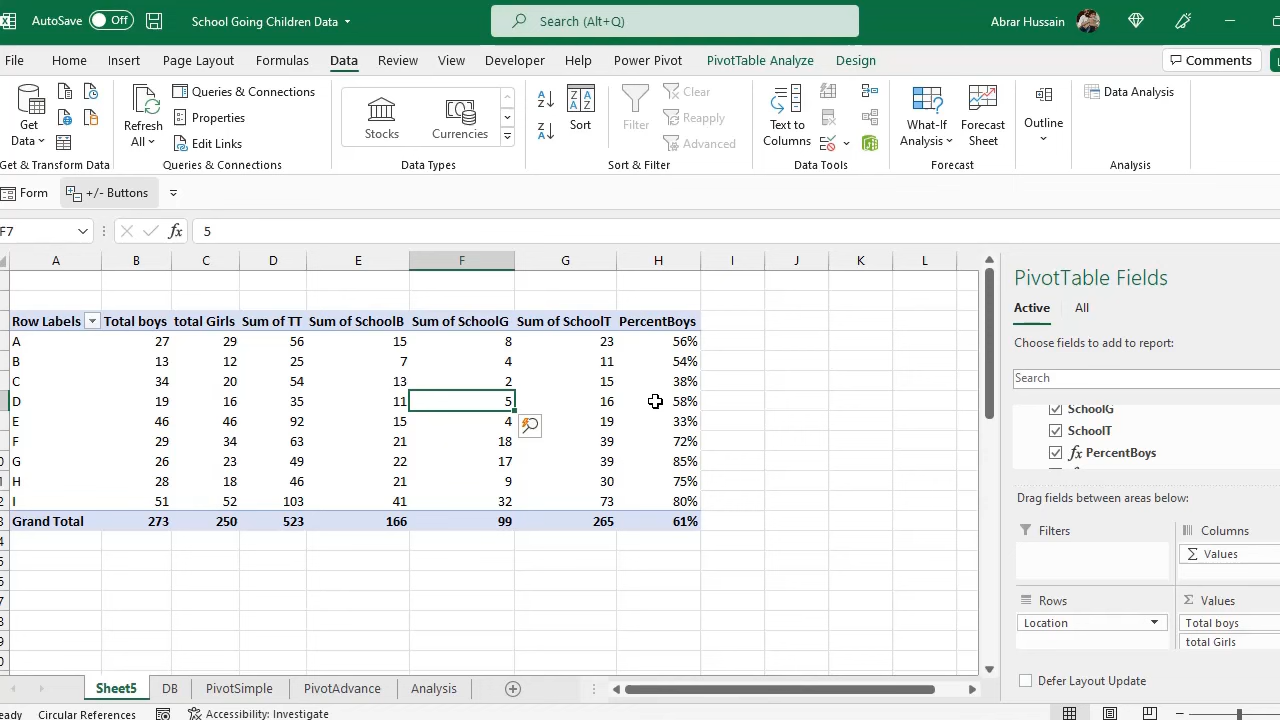 AutoSave Off School Going Children Data Search (Alt+Q) Abrar Hussain
File Home Insert Page Layout Formulas Data Review View Developer Help Power Pivot PivotTable Analyze Design Comments
Get Data Refresh All Queries & Connections Properties Edit Links Stocks Currencies Sort Filter Clear Reapply Advanced Text to Columns What-If Analysis Forecast Sheet Outline Data Analysis
Get & Transform Data Queries & Connections Data Types Sort & Filter Data Tools Forecast Analysis
Form +/- Buttons
F7 fx 5
A B C D E F G H I J K L
Row Labels Total boys total Girls Sum of TT Sum of SchoolB Sum of SchoolG Sum of SchoolT PercentBoys
A 27 29 56 15 8 23 56%
B 13 12 25 7 4 11 54%
C 34 20 54 13 2 15 38%
D 19 16 35 11 5 16 58%
E 46 46 92 15 4 19 33%
F 29 34 63 21 18 39 72%
G 26 23 49 22 17 39 85%
H 28 18 46 21 9 30 75%
I 51 52 103 41 32 73 80%
Grand Total 273 250 523 166 99 265 61%
PivotTable Fields
Active All
Choose fields to add to report:
Search
SchoolG
SchoolT
fx PercentBoys
Drag fields between areas below:
Filters Columns
Σ Values
Rows Σ Values
Location Total boys
total Girls
Defer Layout Update
Sheet5 DB PivotSimple PivotAdvance Analysis
Circular References Accessibility: Investigate